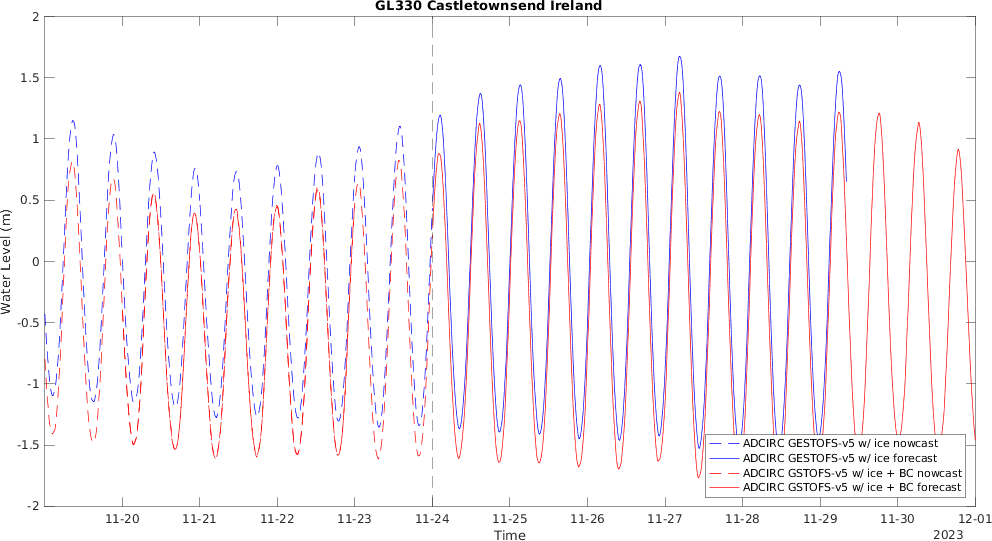 GL330 Castletownsend Ireland
2
1.5
1
0.5
0
-0.5
-1
-1.5
-2
Water Level (m)
ADCIRC GESTOFS-v5 w/ ice nowcast
ADCIRC GESTOFS-v5 w/ ice forecast
ADCIRC GSTOFS-v5 w/ ice + BC nowcast
ADCIRC GSTOFS-v5 w/ ice + BC forecast
11-20 11-21 11-22 11-23 11-24 11-25 11-26 11-27 11-28 11-29 11-30 12-01
Time
2023